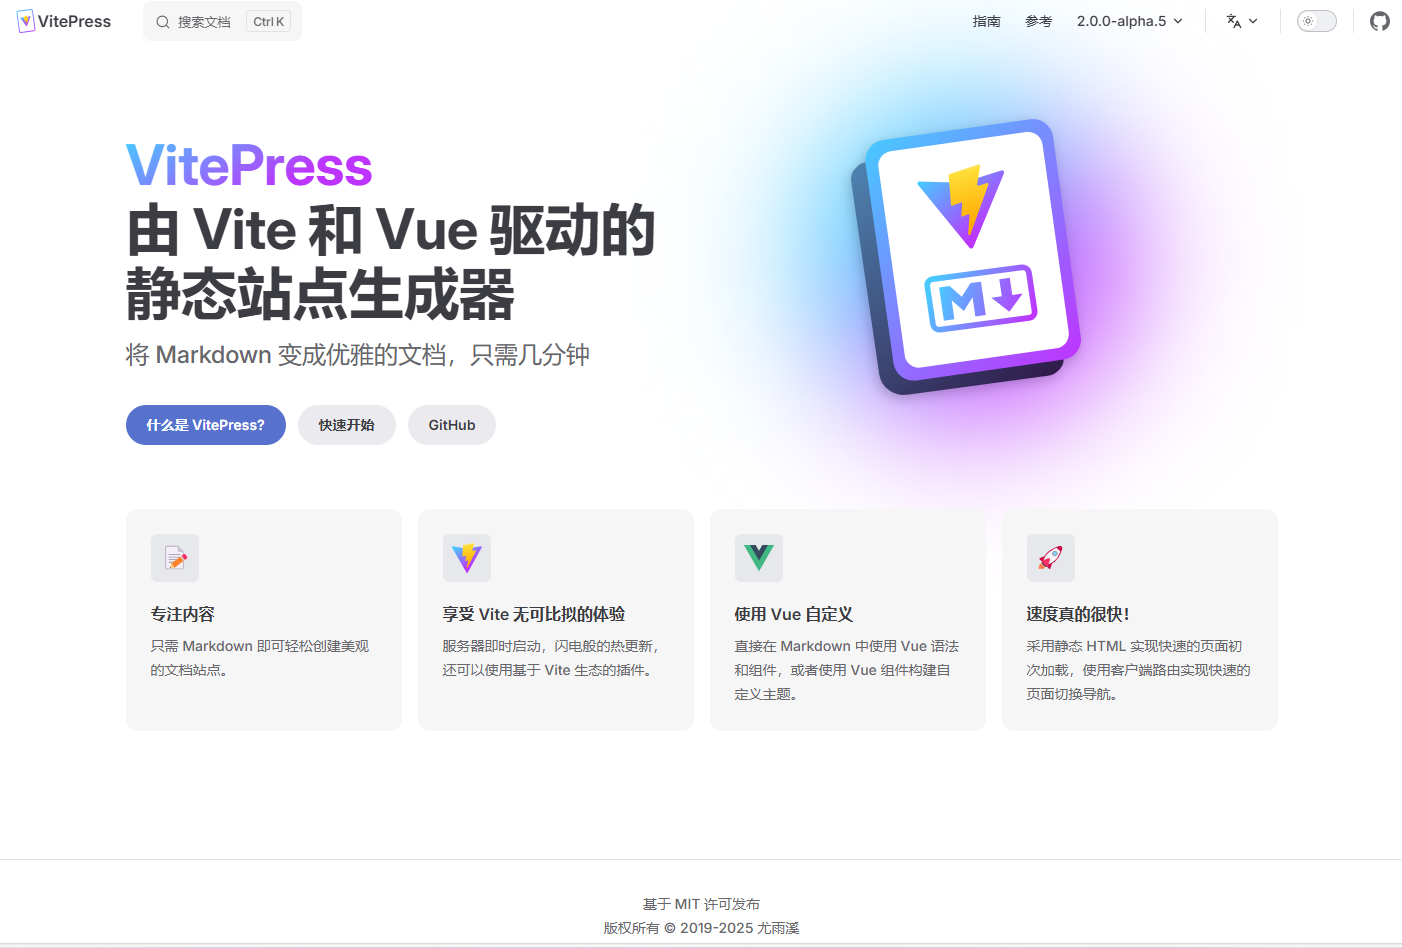 VitePress
搜索文档 Ctrl K
指南 参考 2.0.0-alpha.5
VitePress
由 Vite 和 Vue 驱动的
静态站点生成器
将 Markdown 变成优雅的文档，只需几分钟
什么是 VitePress? 快速开始 GitHub
M
专注内容
只需 Markdown 即可轻松创建美观
的文档站点。
享受 Vite 无可比拟的体验
服务器即时启动，闪电般的热更新，
还可以使用基于 Vite 生态的插件。
使用 Vue 自定义
直接在 Markdown 中使用 Vue 语法
和组件，或者使用 Vue 组件构建自
定义主题。
速度真的很快！
采用静态 HTML 实现快速的页面初
次加载，使用客户端路由实现快速的
页面切换导航。
基于 MIT 许可发布
版权所有 © 2019-2025 尤雨溪